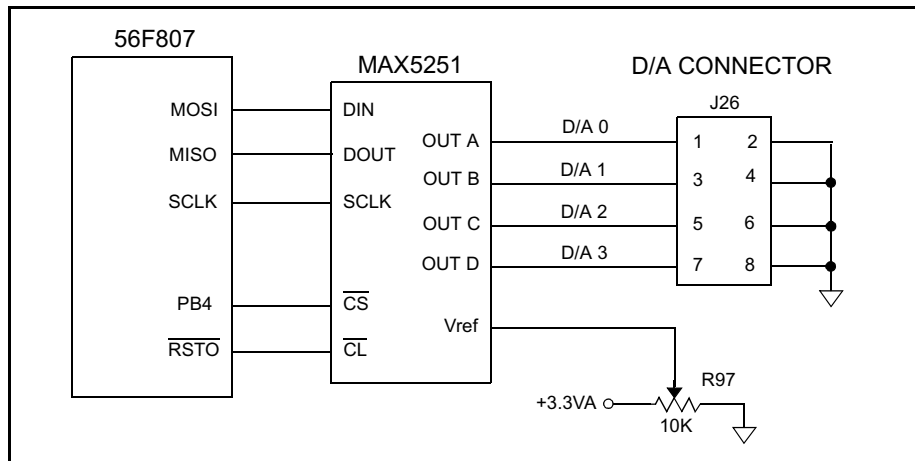 56F807
MAX5251
D/A CONNECTOR
J26
MOSI
DIN
OUT A
D/A 0
1
2
MISO
DOUT
OUT B
D/A 1
3
4
SCLK
SCLK
OUT C
D/A 2
5
6
OUT D
D/A 3
7
8
PB4
CS
Vref
RSTO
CL
R97
+3.3VA
10K